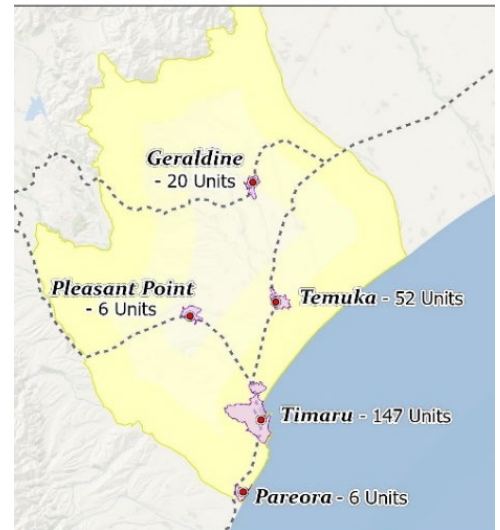 Geraldine
- 20 Units
Pleasant Point
- 6 Units
Temuka - 52 Units
Timaru - 147 Units
Pareora - 6 Units